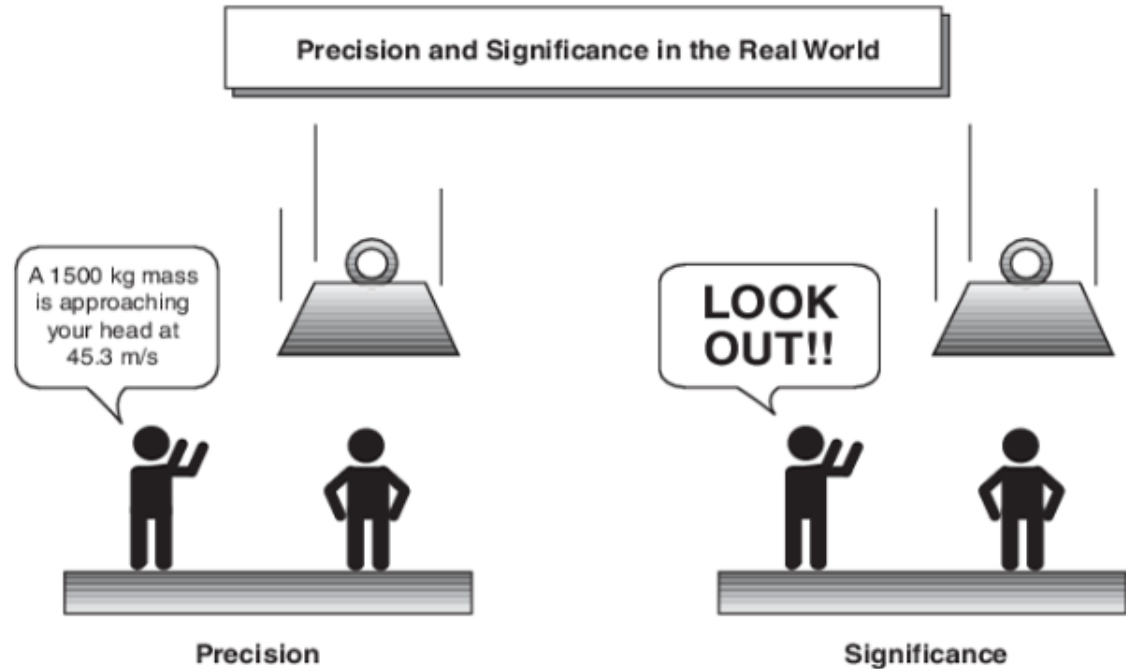 Precision and Significance in the Real World
A 1500 kg mass
is approaching
your head at
45.3 m/s
LOOK
OUT!!
Precision
Significance